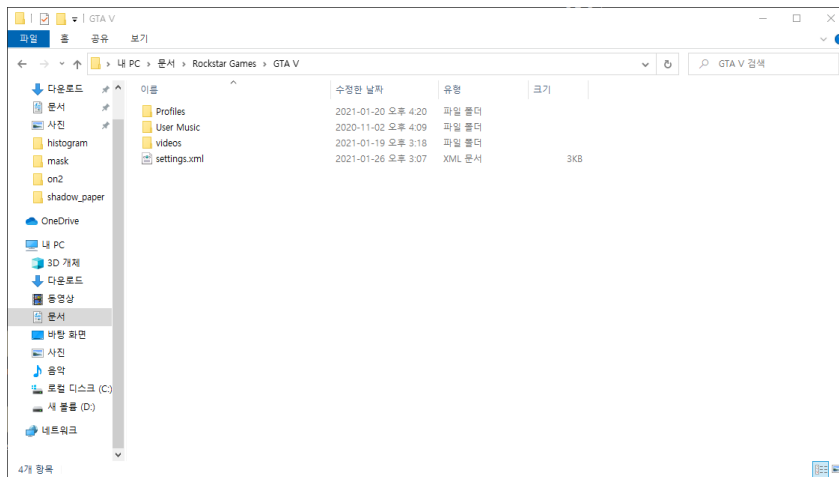 GTA V
파일 홈 공유 보기
내 PC 문서 Rockstar Games GTA V
GTA V 검색
이름 수정한 날짜 유형 크기
Profiles 2021-01-20 오후 4:20 파일 폴더
User Music 2020-11-02 오후 4:09 파일 폴더
videos 2021-01-19 오후 3:18 파일 폴더
settings.xml 2021-01-26 오후 3:07 XML 문서 3KB
다운로드
문서
사진
histogram
mask
on2
shadow_paper
OneDrive
내 PC
3D 개체
다운로드
동영상
문서
바탕 화면
사진
음악
로컬 디스크 (C:)
새 볼륨 (D:)
네트워크
4개 항목